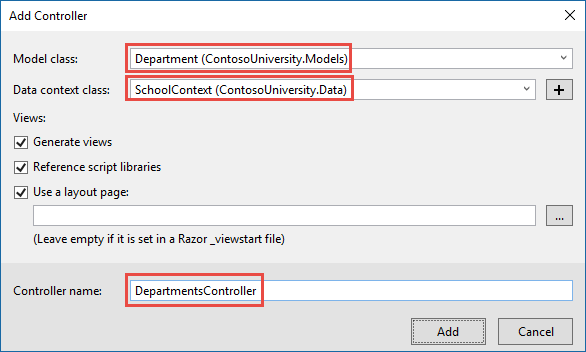 Add Controller
Model class: Department (ContosoUniversity.Models)
Data context class: SchoolContext (ContosoUniversity.Data)
Views:
Generate views
Reference script libraries
Use a layout page:
...
(Leave empty if it is set in a Razor _viewstart file)
Controller name: DepartmentsController
Add Cancel